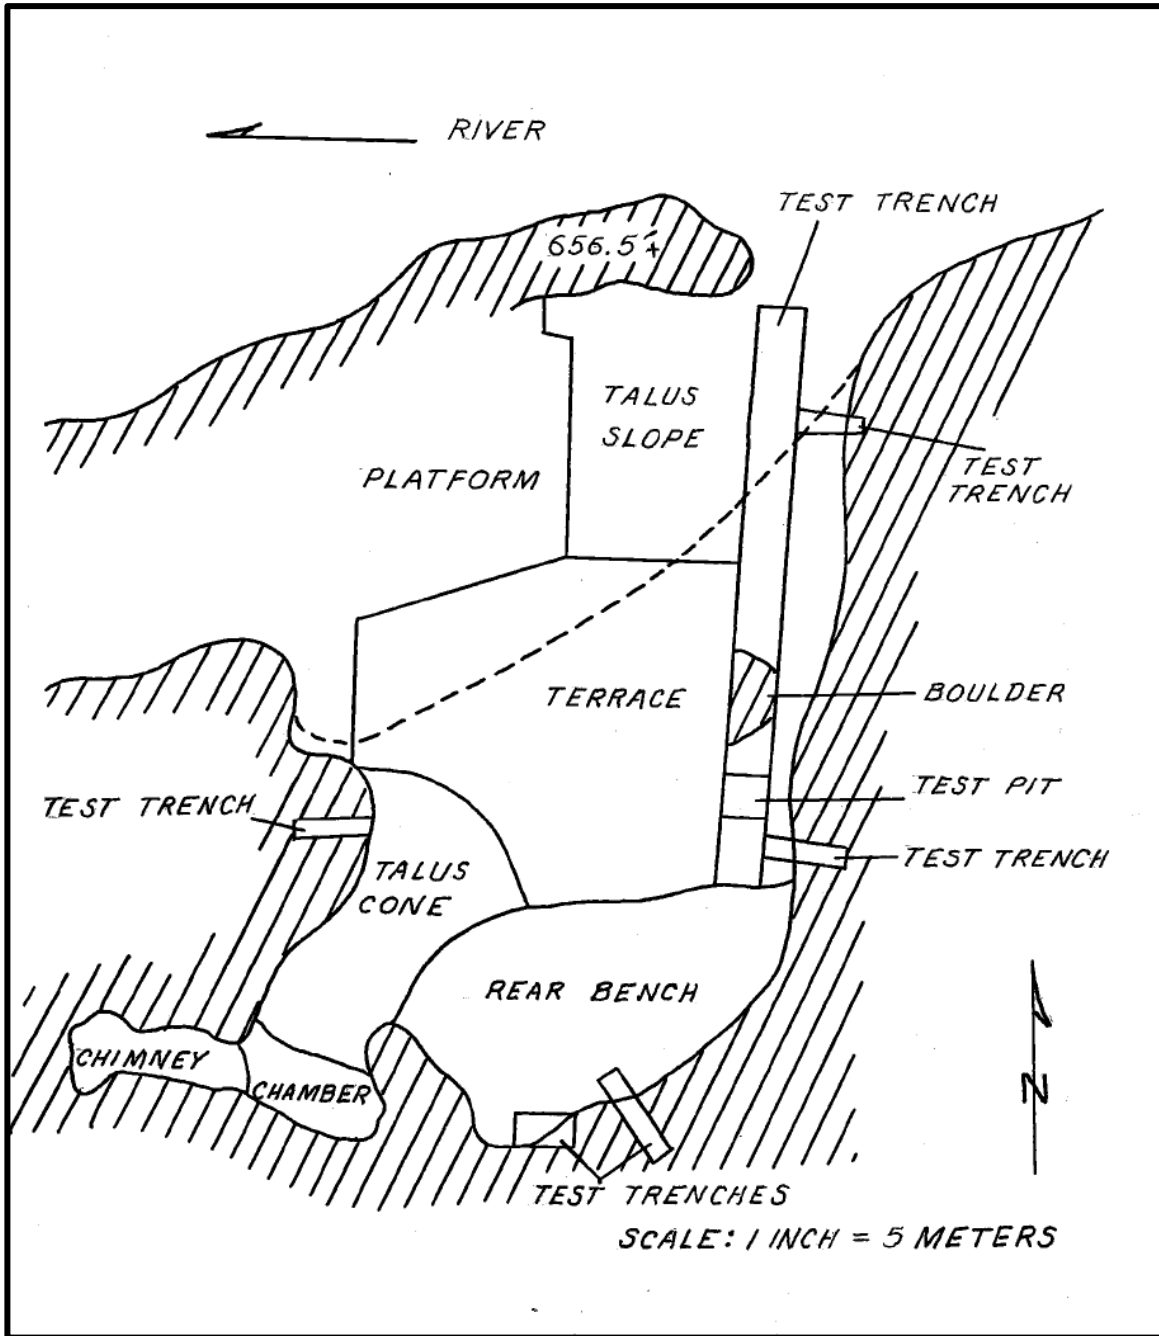 RIVER
TEST TRENCH
656.5'±
TALUS
SLOPE
PLATFORM
TEST
TRENCH
TERRACE
BOULDER
TEST PIT
TEST TRENCH
TEST TRENCH
TALUS
CONE
REAR BENCH
CHIMNEY
CHAMBER
N
TEST TRENCHES
SCALE: 1 INCH = 5 METERS